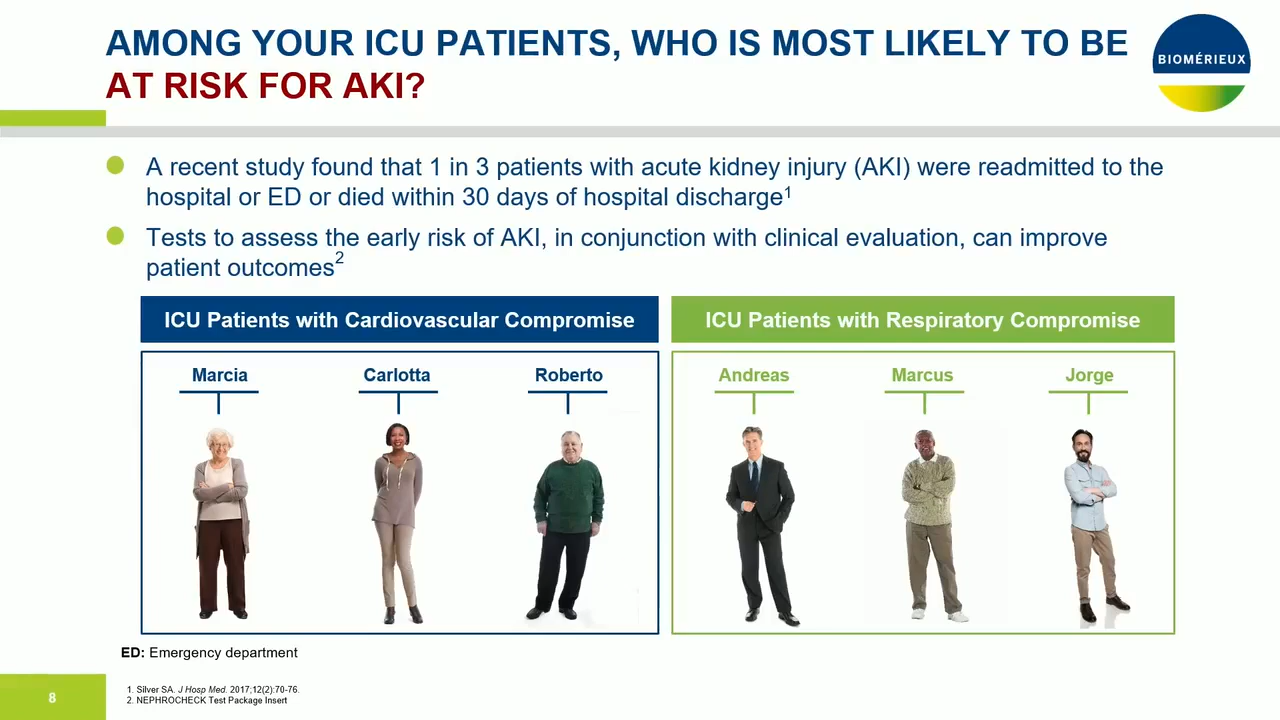 AMONG YOUR ICU PATIENTS, WHO IS MOST LIKELY TO BE
AT RISK FOR AKI?
BIOMÉRIEUX
A recent study found that 1 in 3 patients with acute kidney injury (AKI) were readmitted to the
hospital or ED or died within 30 days of hospital discharge1
Tests to assess the early risk of AKI, in conjunction with clinical evaluation, can improve
patient outcomes2
ICU Patients with Cardiovascular Compromise
Marcia Carlotta Roberto
ICU Patients with Respiratory Compromise
Andreas Marcus Jorge
ED: Emergency department
1. Silver SA. J Hosp Med. 2017;12(2):70-76.
2. NEPHROCHECK Test Package Insert
8